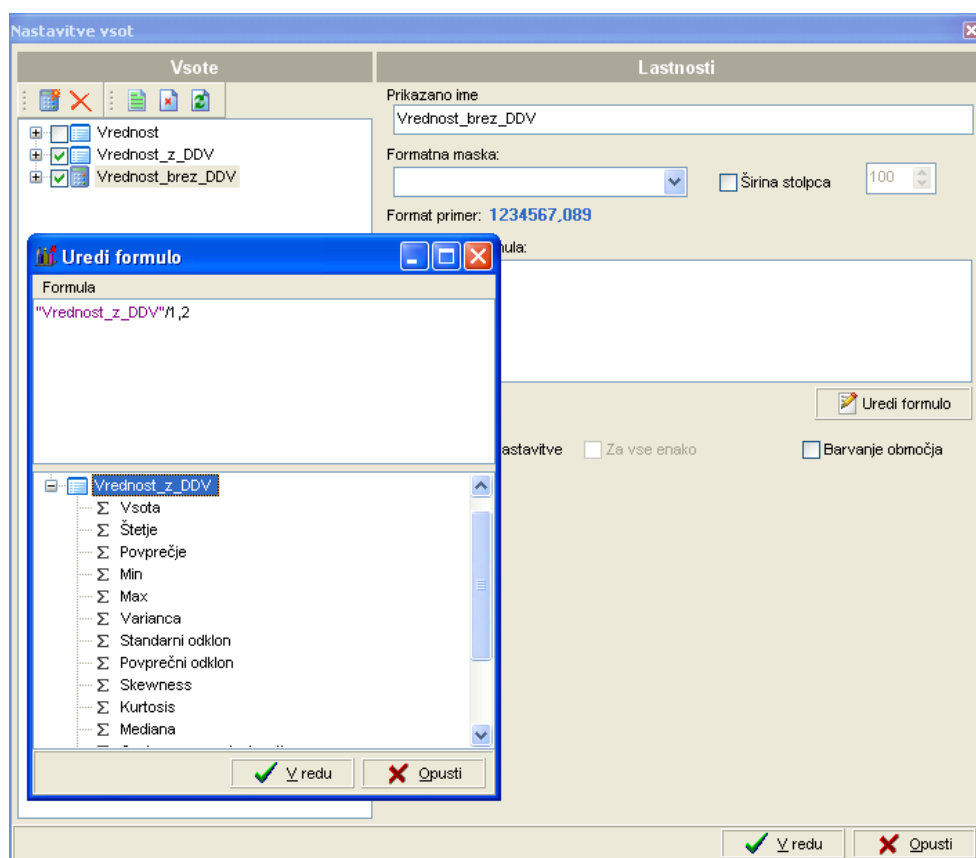 Nastavitve vsot
Vsote
Lastnosti
Vrednost
Vrednost_z_DDV
Vrednost_brez_DDV
Prikazano ime
Vrednost_brez_DDV
Formatna maska:
Širina stolpca
100
Format primer: 1234567,089
ula:
Uredi formulo
astavitve
Za vse enako
Barvanje območja
Uredi formulo
Formula
"Vrednost_z_DDV"/1,2
Vrednost_z_DDV
Σ Vsota
Σ Štetje
Σ Povprečje
Σ Min
Σ Max
Σ Varianca
Σ Standarni odklon
Σ Povprečni odklon
Σ Skewness
Σ Kurtosis
Σ Mediana
V redu
Opusti
V redu
Opusti